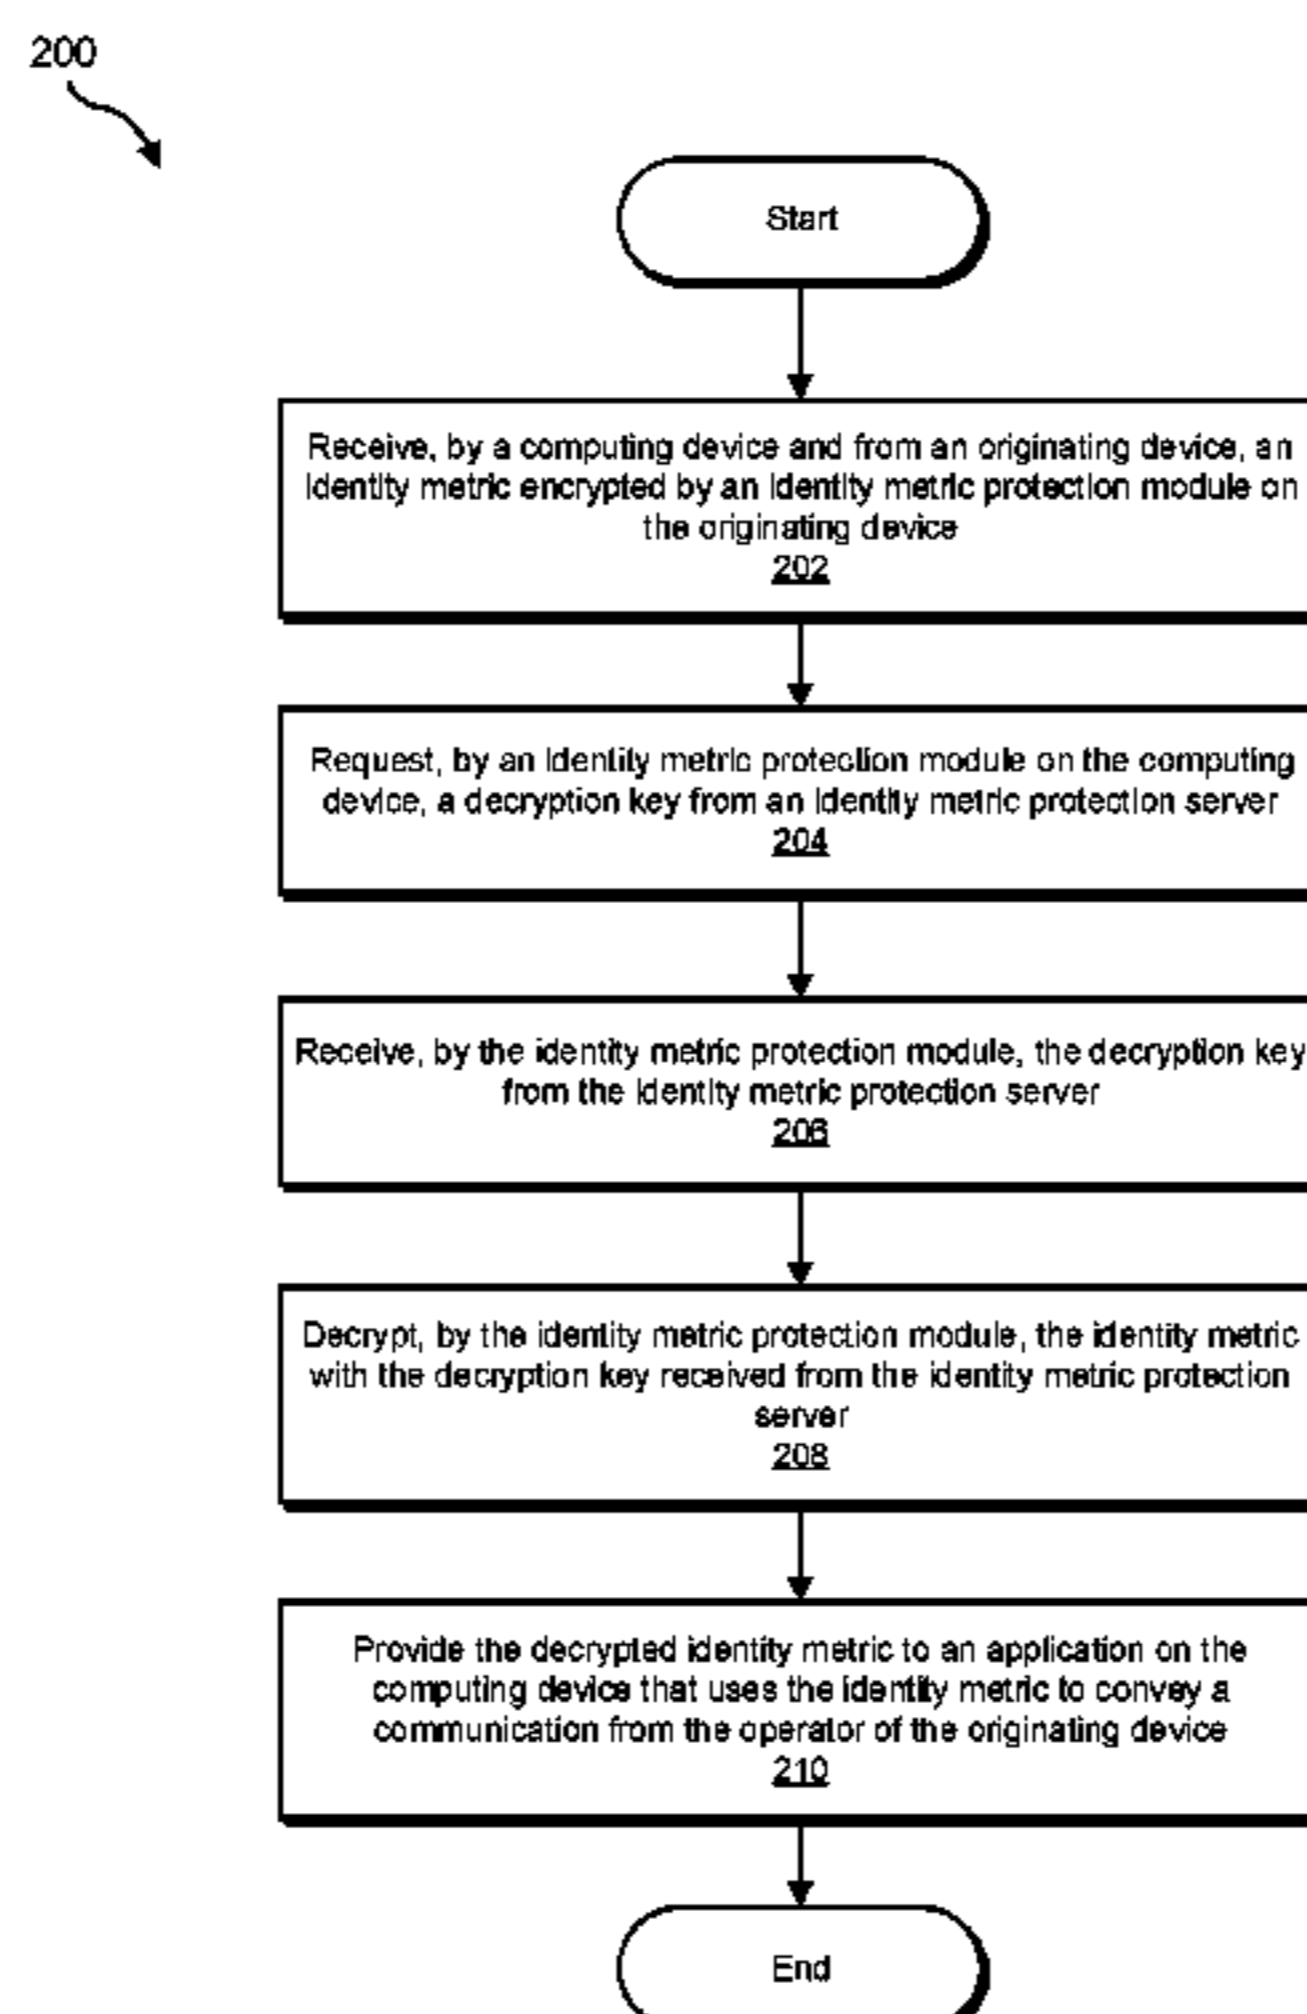 200
Start
Receive, by a computing device and from an originating device, an
identity metric encrypted by an identity metric protection module on
the originating device
202
Request, by an identity metric protection module on the computing
device, a decryption key from an identity metric protection server
204
Receive, by the identity metric protection module, the decryption key
from the identity metric protection server
206
Decrypt, by the identity metric protection module, the identity metric
with the decryption key received from the identity metric protection
server
208
Provide the decrypted identity metric to an application on the
computing device that uses the identity metric to convey a
communication from the operator of the originating device
210
End